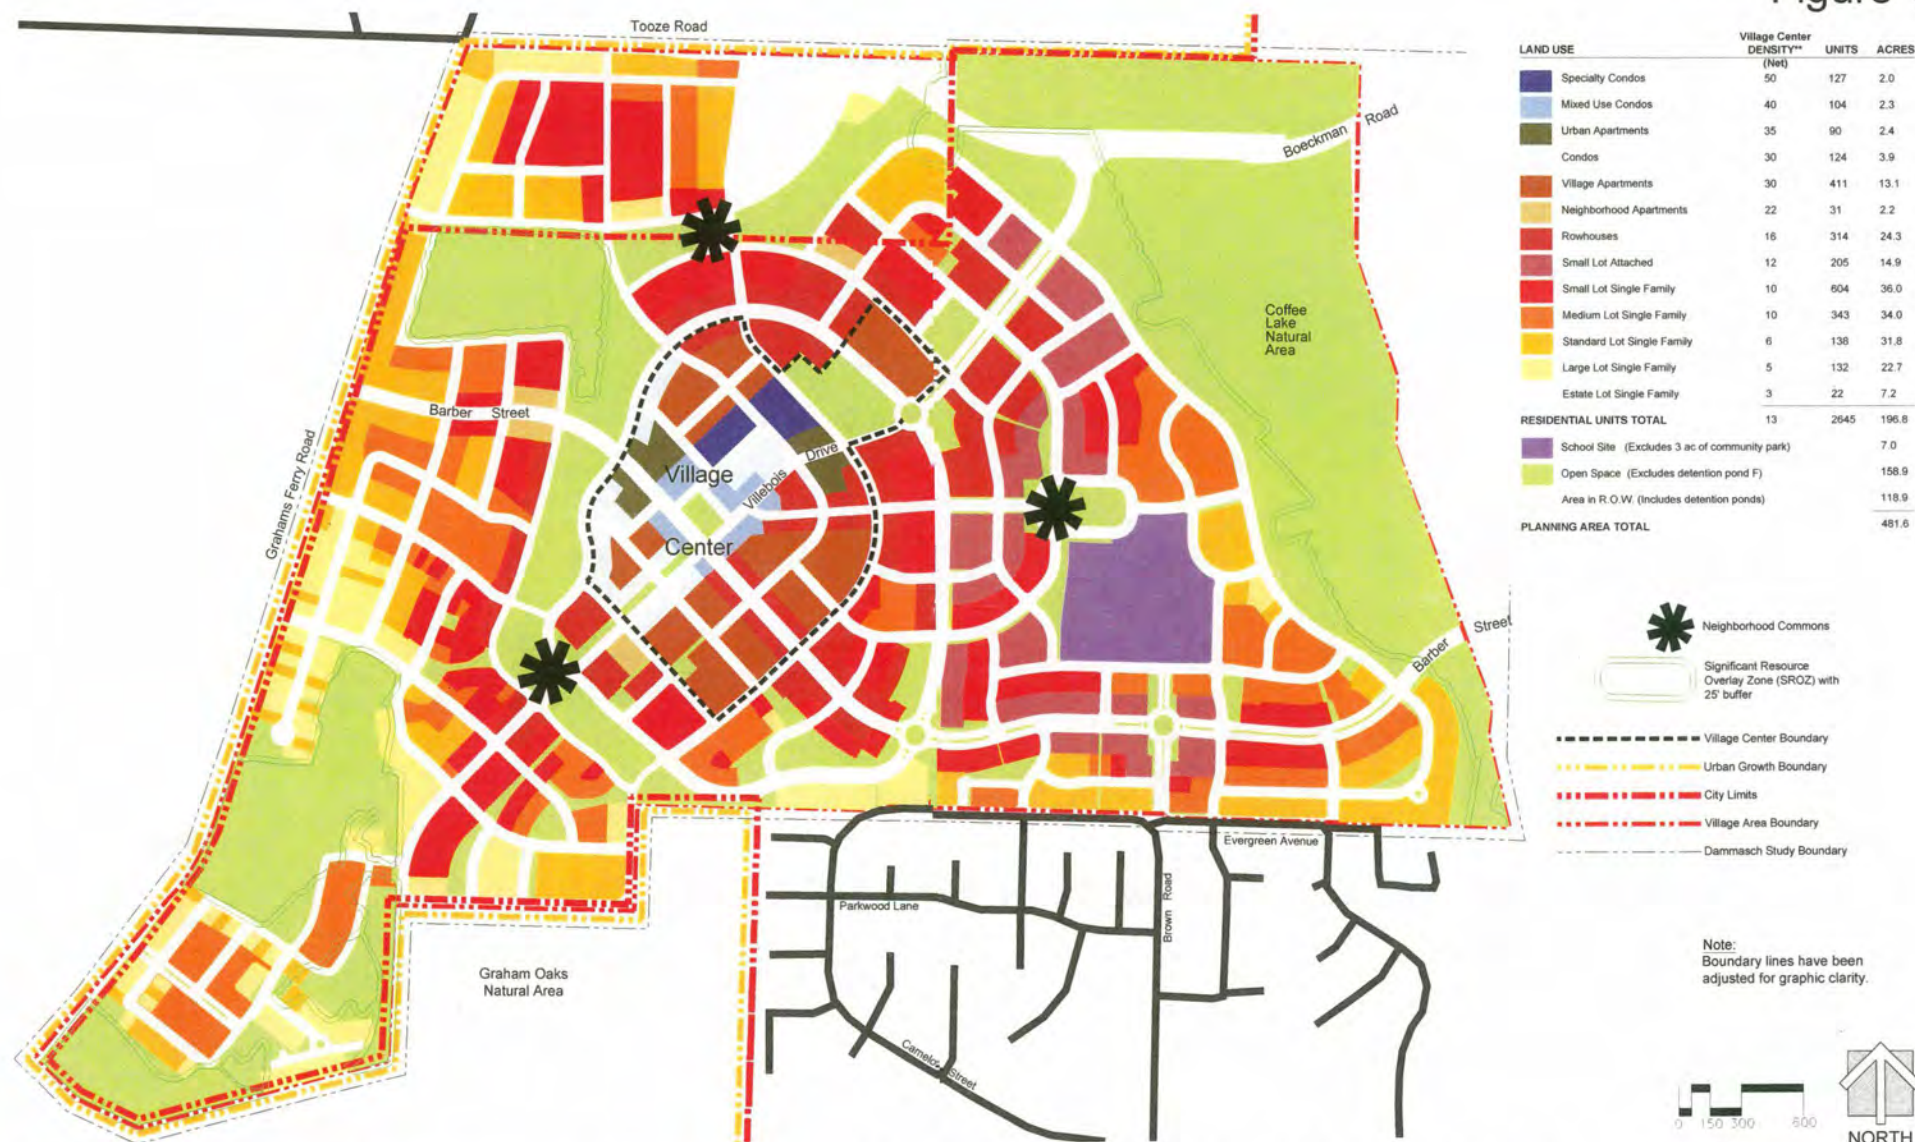 Figure
Tooze Road
LAND USE Village Center DENSITY** (Net) UNITS ACRES
Specialty Condos 50 127 2.0
Mixed Use Condos 40 104 2.3
Urban Apartments 35 90 2.4
Condos 30 124 3.9
Village Apartments 30 411 13.1
Neighborhood Apartments 22 31 2.2
Rowhouses 16 314 24.3
Small Lot Attached 12 205 14.9
Small Lot Single Family 10 604 36.0
Medium Lot Single Family 10 343 34.0
Standard Lot Single Family 6 138 31.8
Large Lot Single Family 5 132 22.7
Estate Lot Single Family 3 22 7.2
RESIDENTIAL UNITS TOTAL 13 2645 196.8
School Site (Excludes 3 ac of community park) 7.0
Open Space (Excludes detention pond F) 158.9
Area in R.O.W. (Includes detention ponds) 118.9
PLANNING AREA TOTAL 481.6
Boeckman Road
Coffee
Lake
Natural
Area
Barber Street
Grahams Ferry Road
Village
Center
Villebois Drive
Barber Street
Neighborhood Commons
Significant Resource
Overlay Zone (SROZ) with
25' buffer
Village Center Boundary
Urban Growth Boundary
City Limits
Village Area Boundary
Dammasch Study Boundary
Evergreen Avenue
Parkwood Lane
Brown Road
Camelot Street
Graham Oaks
Natural Area
Note:
Boundary lines have been
adjusted for graphic clarity.
0 150 300 600
NORTH